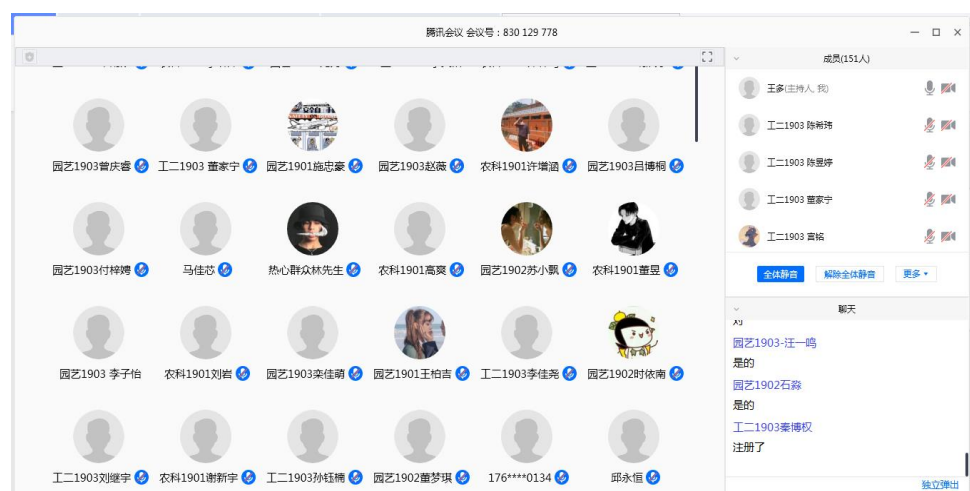 腾讯会议 会议号：830 129 778
园艺1903曾庆睿 工二1903 董家宁 园艺1901施忠豪 园艺1903赵薇 农科1901许增涵 园艺1903吕博桐
园艺1903付梓娉 马佳芯 热心群众林先生 农科1901高爽 园艺1902苏小飘 农科1901董昱
园艺1903 李子怡 农科1901刘岩 园艺1903栾佳萌 园艺1901王柏吉 工二1903李佳尧 园艺1902时依南
工二1903刘继宇 农科1901谢新宇 工二1903孙钰楠 园艺1902董梦琪 176****0134 邱永恒
成员(151人)
王多(主持人, 我)
工二1903 陈希玮
工二1903 陈昱婷
工二1903 董家宁
工二1903 宫铭
全体静音 解除全体静音 更多
聊天
对
园艺1903-汪一鸣
是的
园艺1902石淼
是的
工二1903秦博权
注册了
独立弹出